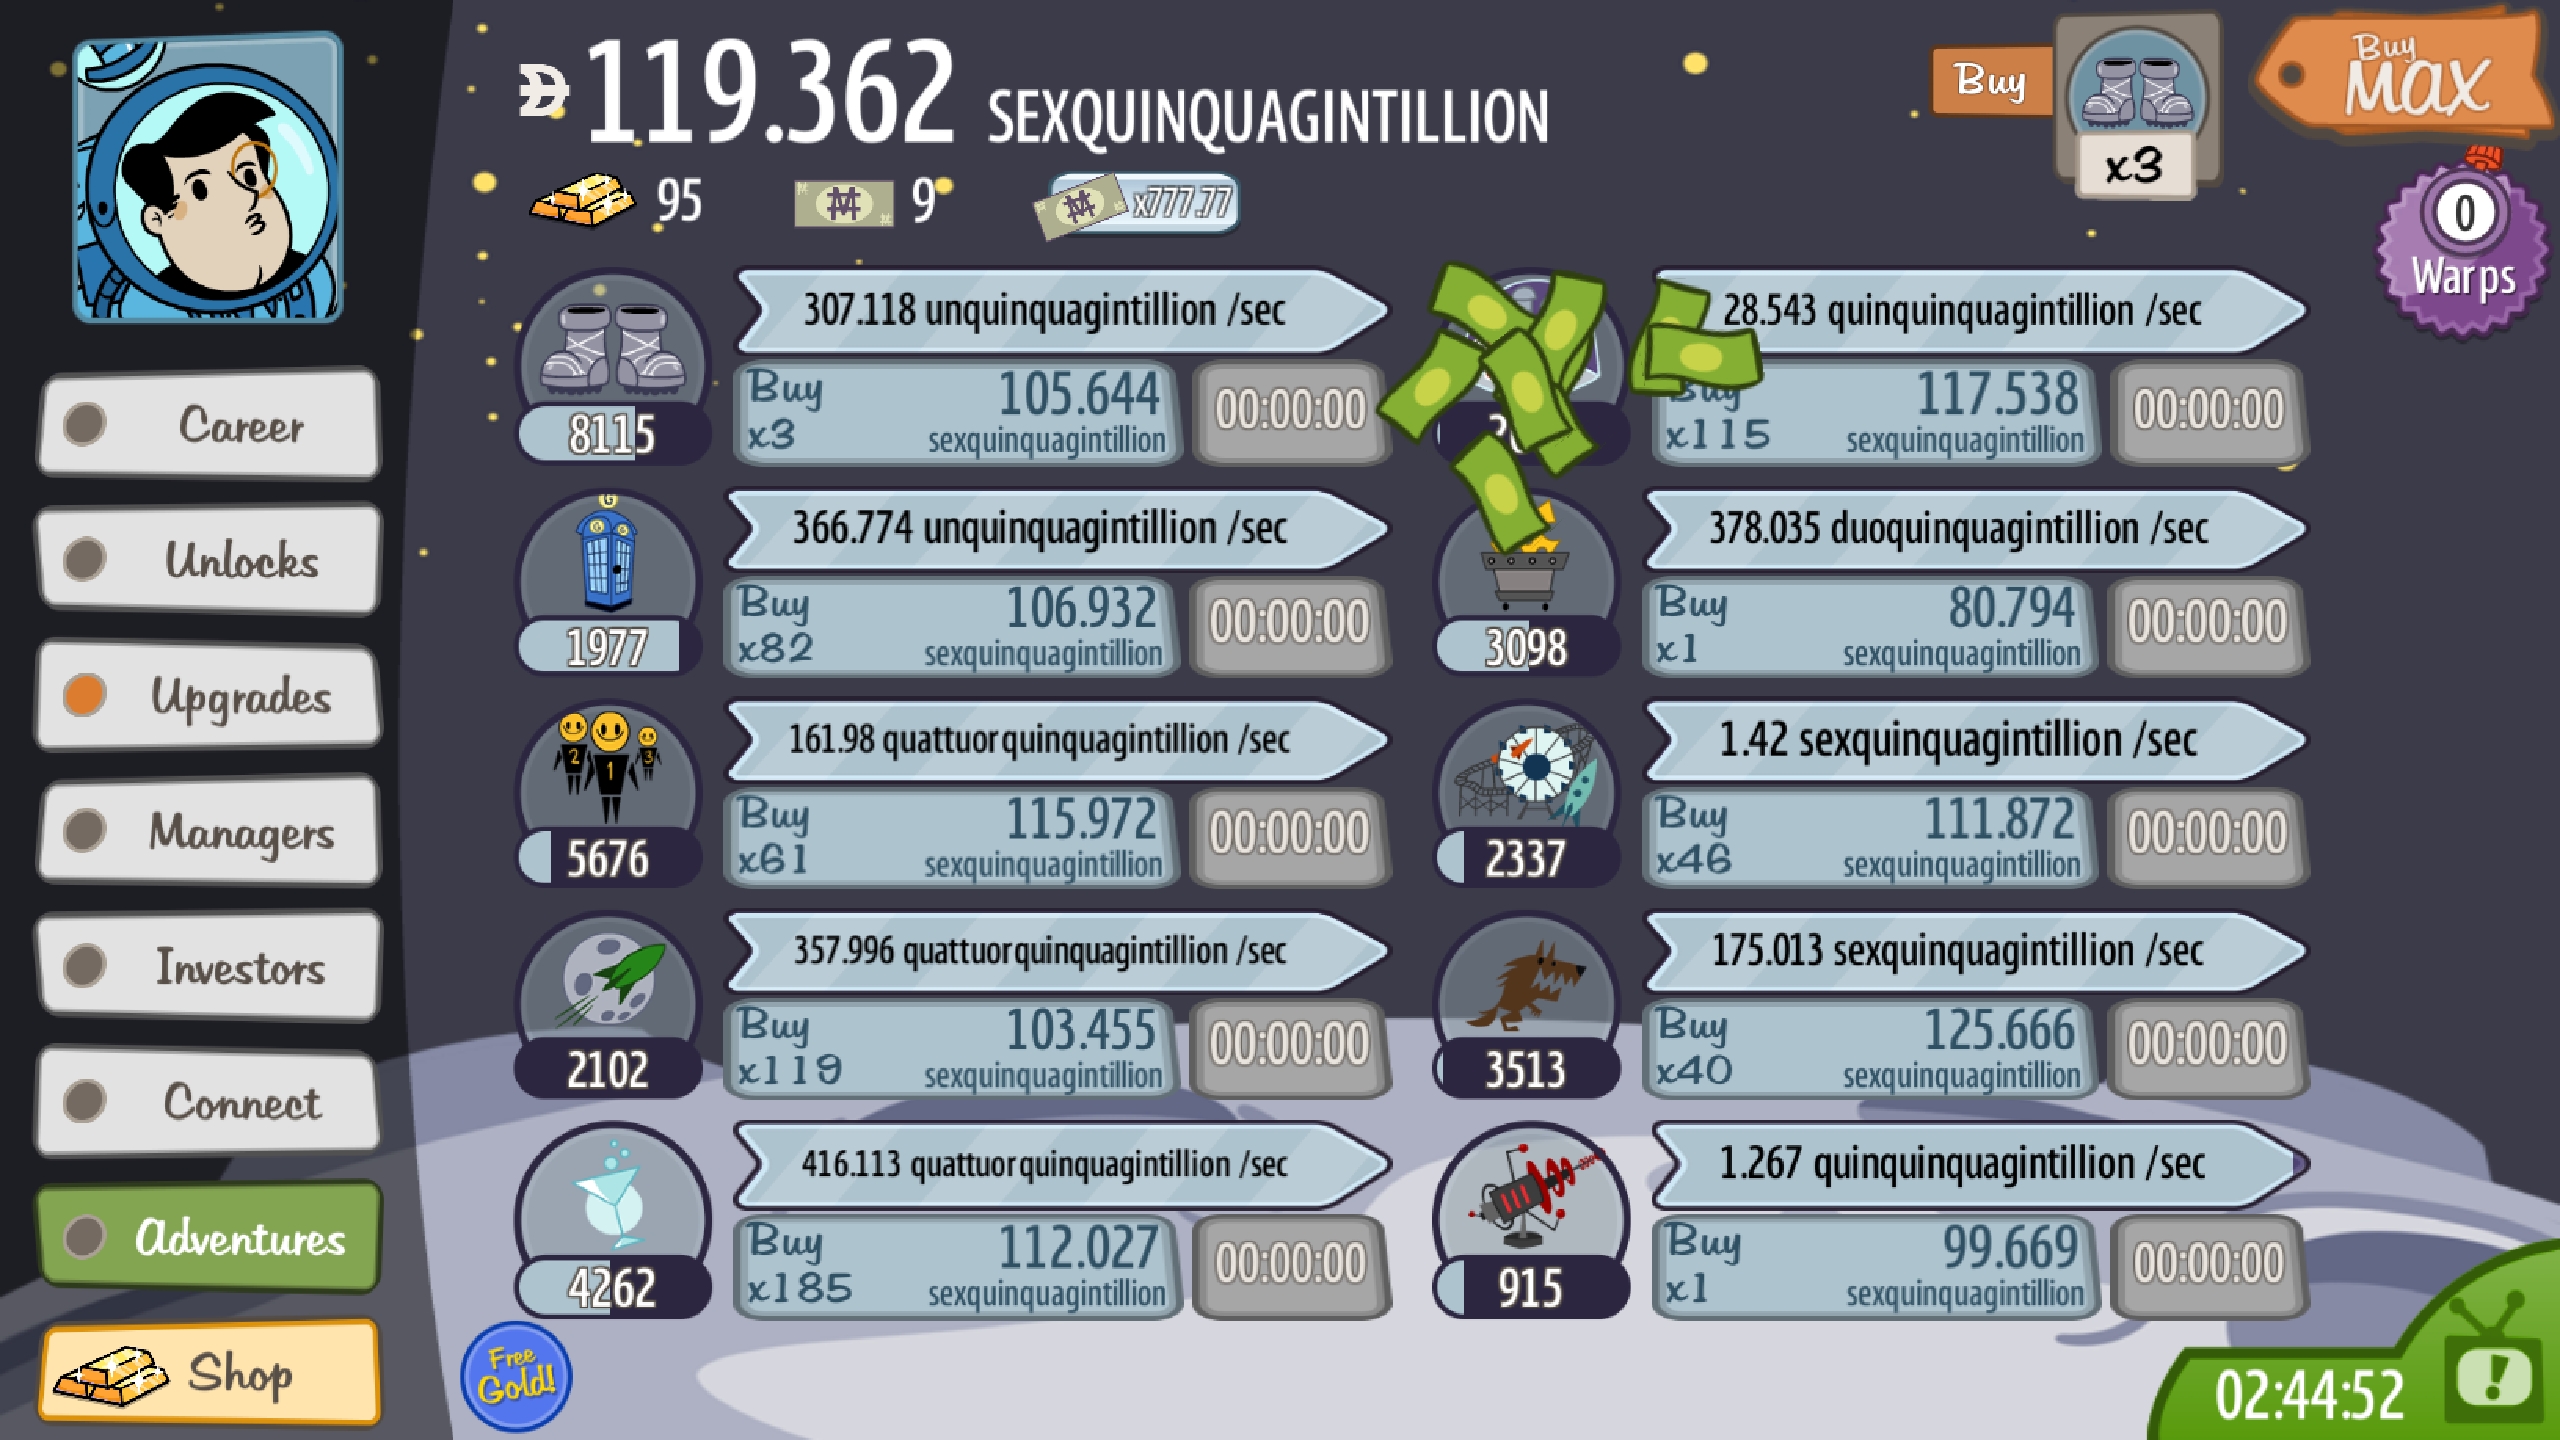 119.362 SEXQUINQUAGINTILLION
95
9
x777.77
Buy
x3
Buy
MAX
0
Warps
Career
Unlocks
Upgrades
Managers
Investors
Connect
Adventures
Shop
307.118 unquinquagintillion /sec
8115
Buy
x3
105.644
sexquinquagintillion
00:00:00
28.543 quinquinquagintillion /sec
Buy
x115
117.538
sexquinquagintillion
00:00:00
G
G G
366.774 unquinquagintillion /sec
1977
Buy
x82
106.932
sexquinquagintillion
00:00:00
378.035 duoquinquagintillion /sec
3098
Buy
x1
80.794
sexquinquagintillion
00:00:00
2 1 3
161.98 quattuorquinquagintillion /sec
5676
Buy
x61
115.972
sexquinquagintillion
00:00:00
1.42 sexquinquagintillion /sec
2337
Buy
x46
111.872
sexquinquagintillion
00:00:00
357.996 quattuorquinquagintillion /sec
2102
Buy
x119
103.455
sexquinquagintillion
00:00:00
175.013 sexquinquagintillion /sec
3513
Buy
x40
125.666
sexquinquagintillion
00:00:00
416.113 quattuorquinquagintillion /sec
4262
Buy
x185
112.027
sexquinquagintillion
00:00:00
1.267 quinquinquagintillion /sec
915
Buy
x1
99.669
sexquinquagintillion
00:00:00
Free
Gold!
02:44:52
!